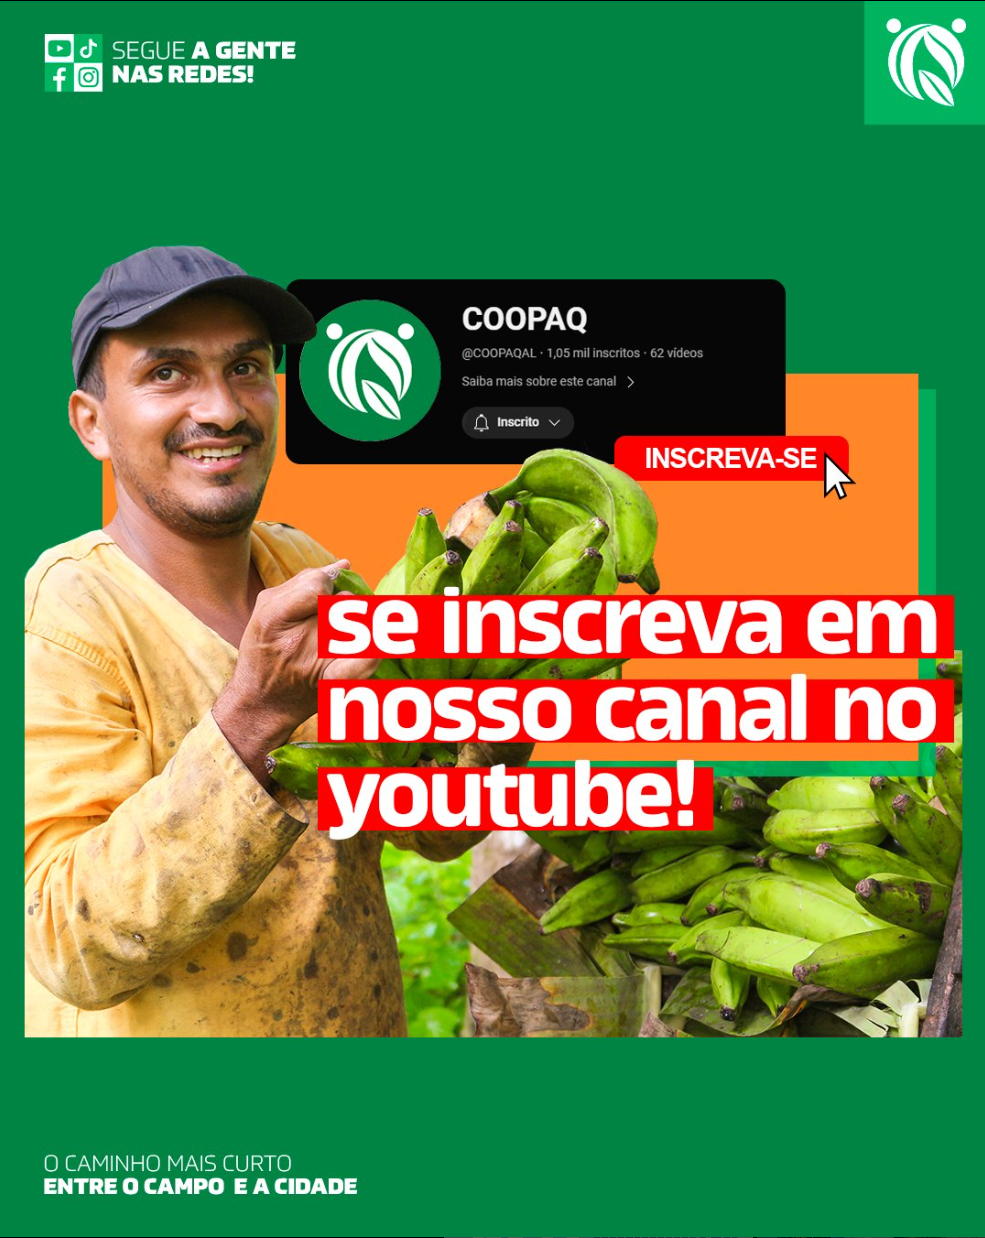 SEGUE A GENTE
NAS REDES!
COOPAQ
@COOPAQAL · 1,05 mil inscritos · 62 vídeos
Saiba mais sobre este canal
Inscrito
INSCREVA-SE
se inscreva em
nosso canal no
youtube!
O CAMINHO MAIS CURTO
ENTRE O CAMPO E A CIDADE